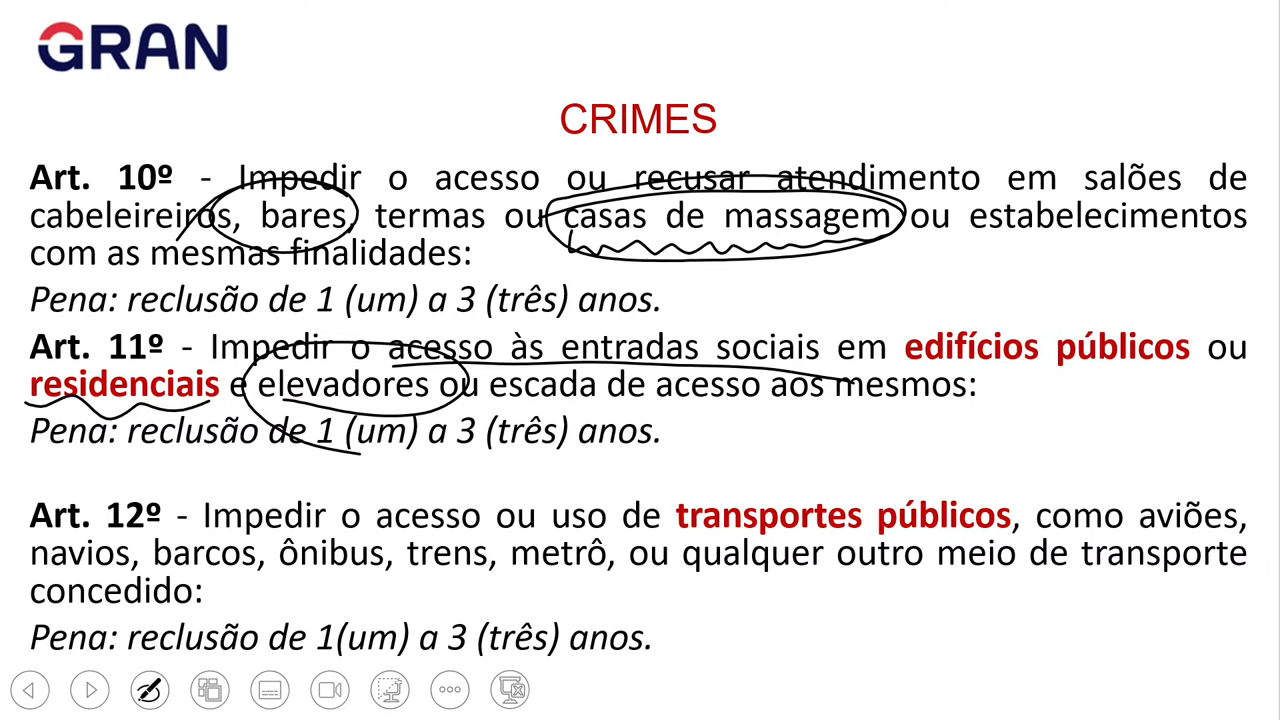 GRAN
CRIMES
Art. 10º - Impedir o acesso ou recusar atendimento em salões de
cabeleireiros, bares, termas ou casas de massagem ou estabelecimentos
com as mesmas finalidades:
Pena: reclusão de 1 (um) a 3 (três) anos.
Art. 11º - Impedir o acesso às entradas sociais em edifícios públicos ou
residenciais e elevadores ou escada de acesso aos mesmos:
Pena: reclusão de 1 (um) a 3 (três) anos.
Art. 12º - Impedir o acesso ou uso de transportes públicos, como aviões,
navios, barcos, ônibus, trens, metrô, ou qualquer outro meio de transporte
concedido:
Pena: reclusão de 1(um) a 3 (três) anos.